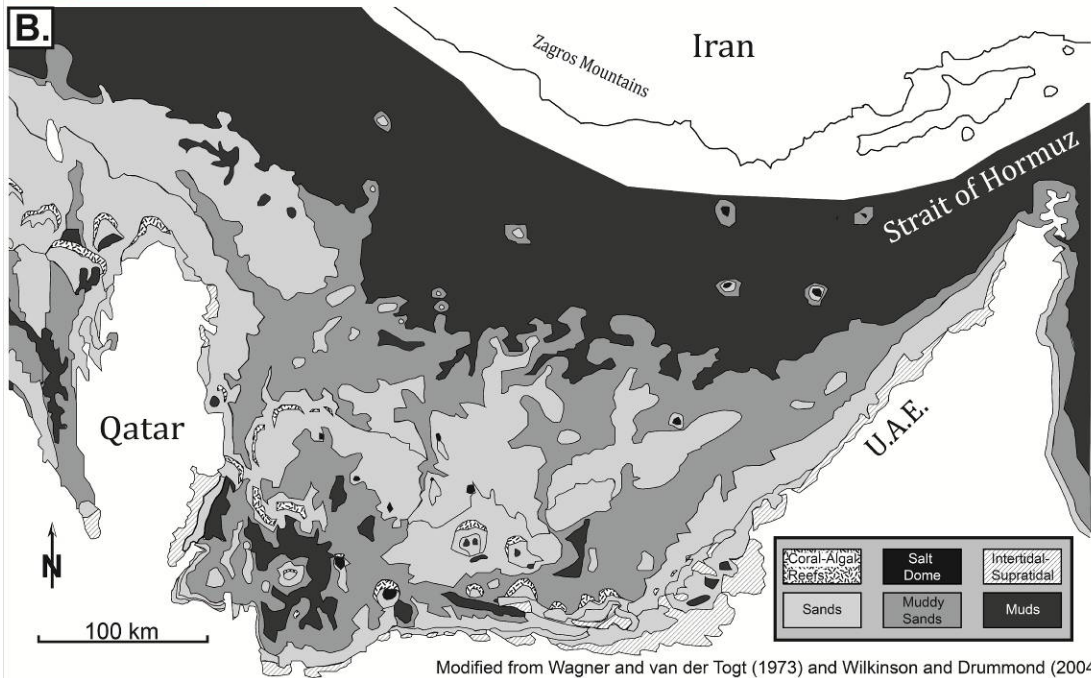 B.
Iran
Zagros Mountains
Strait of Hormuz
Qatar
U.A.E.
N
100 km
Coral-Algal
Reefs
Salt
Dome
Intertidal-
Supratidal
Sands
Muddy
Sands
Muds
Modified from Wagner and van der Togt (1973) and Wilkinson and Drummond (2004